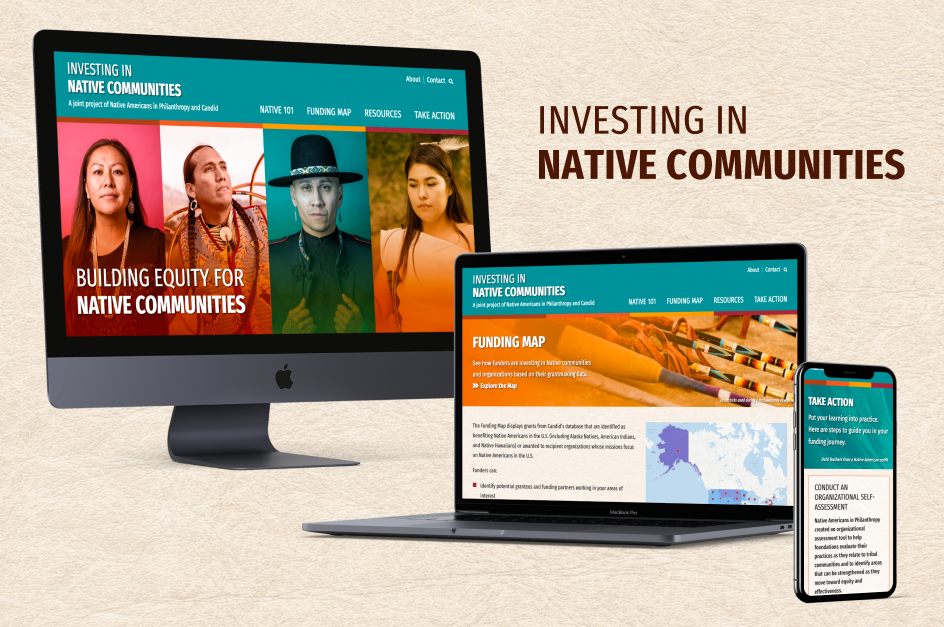 INVESTING IN
NATIVE COMMUNITIES
A joint project of Native Americans in Philanthropy and Candid
About | Contact
NATIVE 101 FUNDING MAP RESOURCES TAKE ACTION
BUILDING EQUITY FOR
NATIVE COMMUNITIES
INVESTING IN
NATIVE COMMUNITIES
INVESTING IN
NATIVE COMMUNITIES
A joint project of Native Americans in Philanthropy and Candid
About | Contact
NATIVE 101 FUNDING MAP RESOURCES TAKE ACTION
FUNDING MAP
See how funders are investing in Native communities
and organizations based on their grantmaking data.
Explore the Map
The Funding Map displays grants from Candid's database that are identified as
benefiting Native Americans in the U.S. (including Alaska Natives, American Indians,
and Native Hawaiians) or awarded to recipient organizations whose missions focus
on Native Americans in the U.S.
Funders can:
Identify potential grantees and funding partners working in your areas of
interest
MacBook Pro
TAKE ACTION
Put your learning into practice.
Here are steps to guide you in your
funding journey.
from a Native American outfit
CONDUCT AN
ORGANIZATIONAL SELF-
ASSESSMENT
Native Americans in Philanthropy
created an organizational
assessment tool to help
foundations evaluate their
practices as they relate to tribal
communities and to identify areas
that can be strengthened as they
move toward equity and
effectiveness.